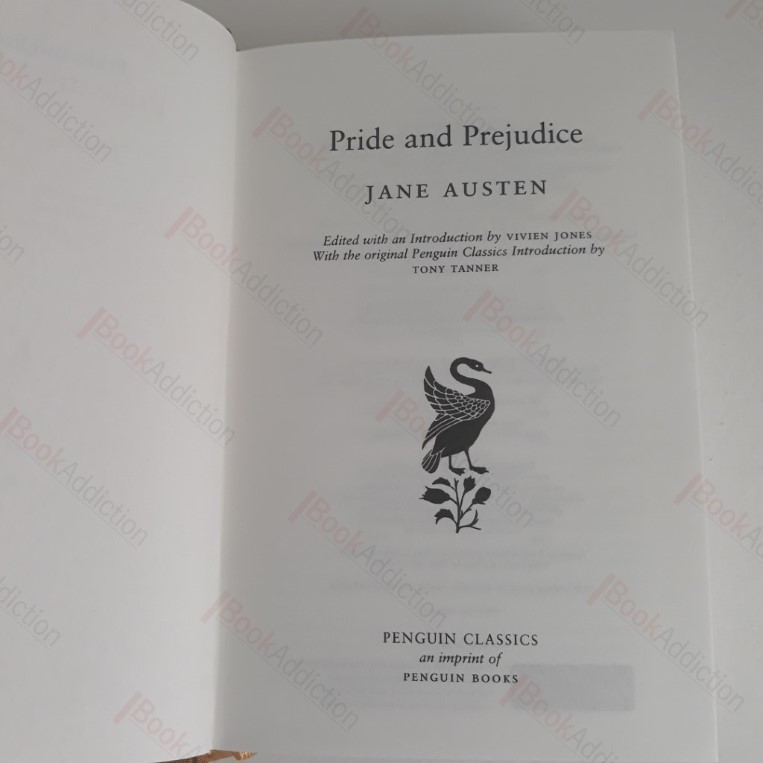 Pride and Prejudice
JANE AUSTEN
Edited with an Introduction by VIVIEN JONES
With the original Penguin Classics Introduction by
TONY TANNER
PENGUIN CLASSICS
an imprint of
PENGUIN BOOKS
BookAddiction